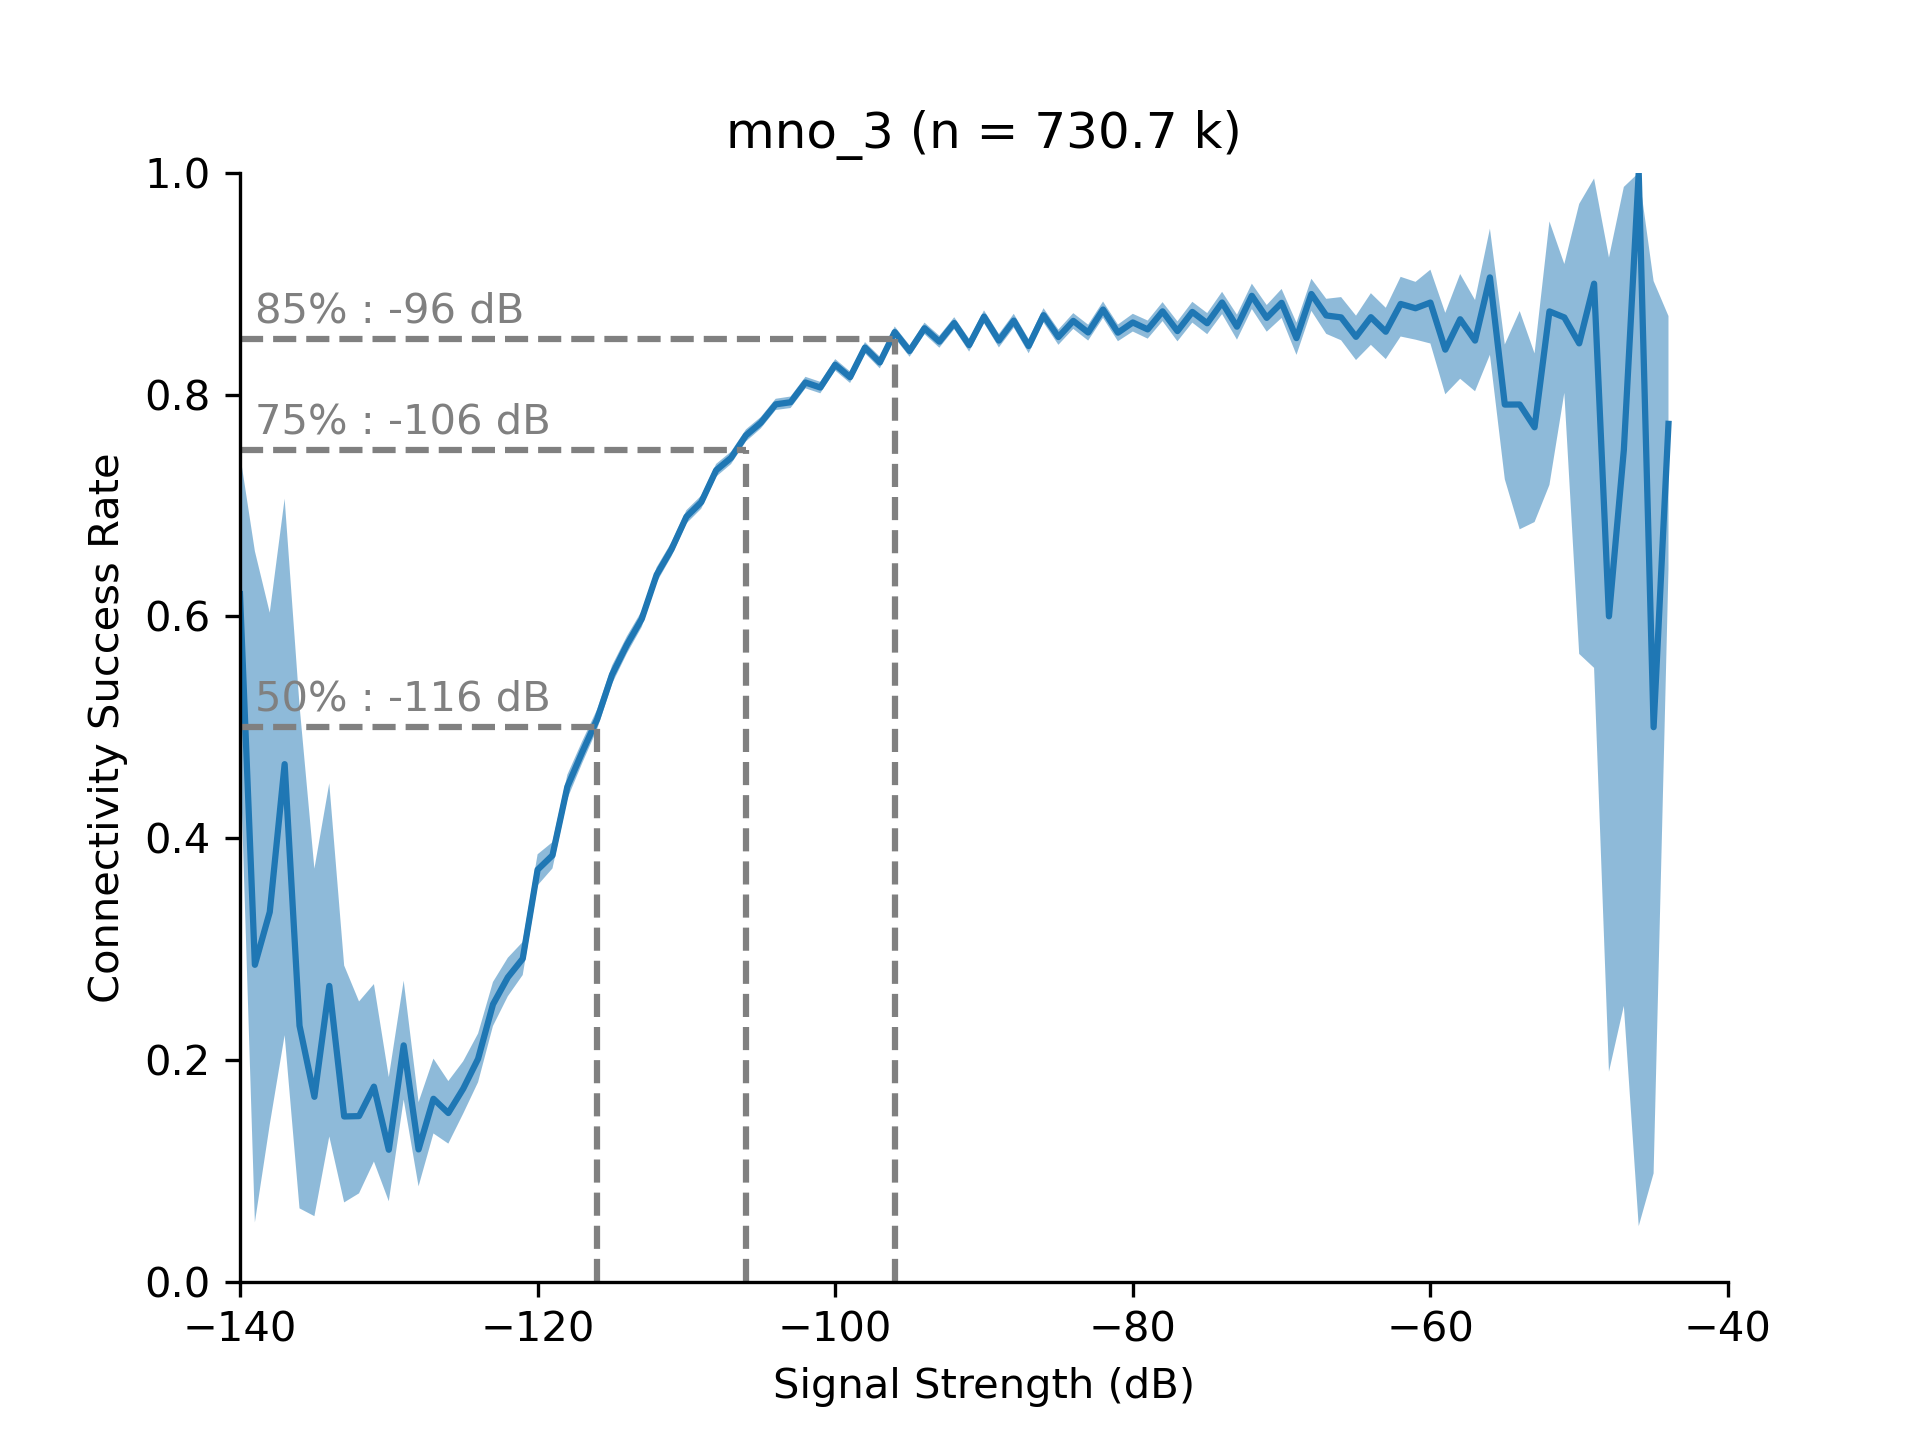 mno_3 (n = 730.7 k)
1.0
0.8
0.6
0.4
0.2
0.0
Connectivity Success Rate
85% : -96 dB
75% : -106 dB
50% : -116 dB
−140
−120
−100
−80
−60
−40
Signal Strength (dB)